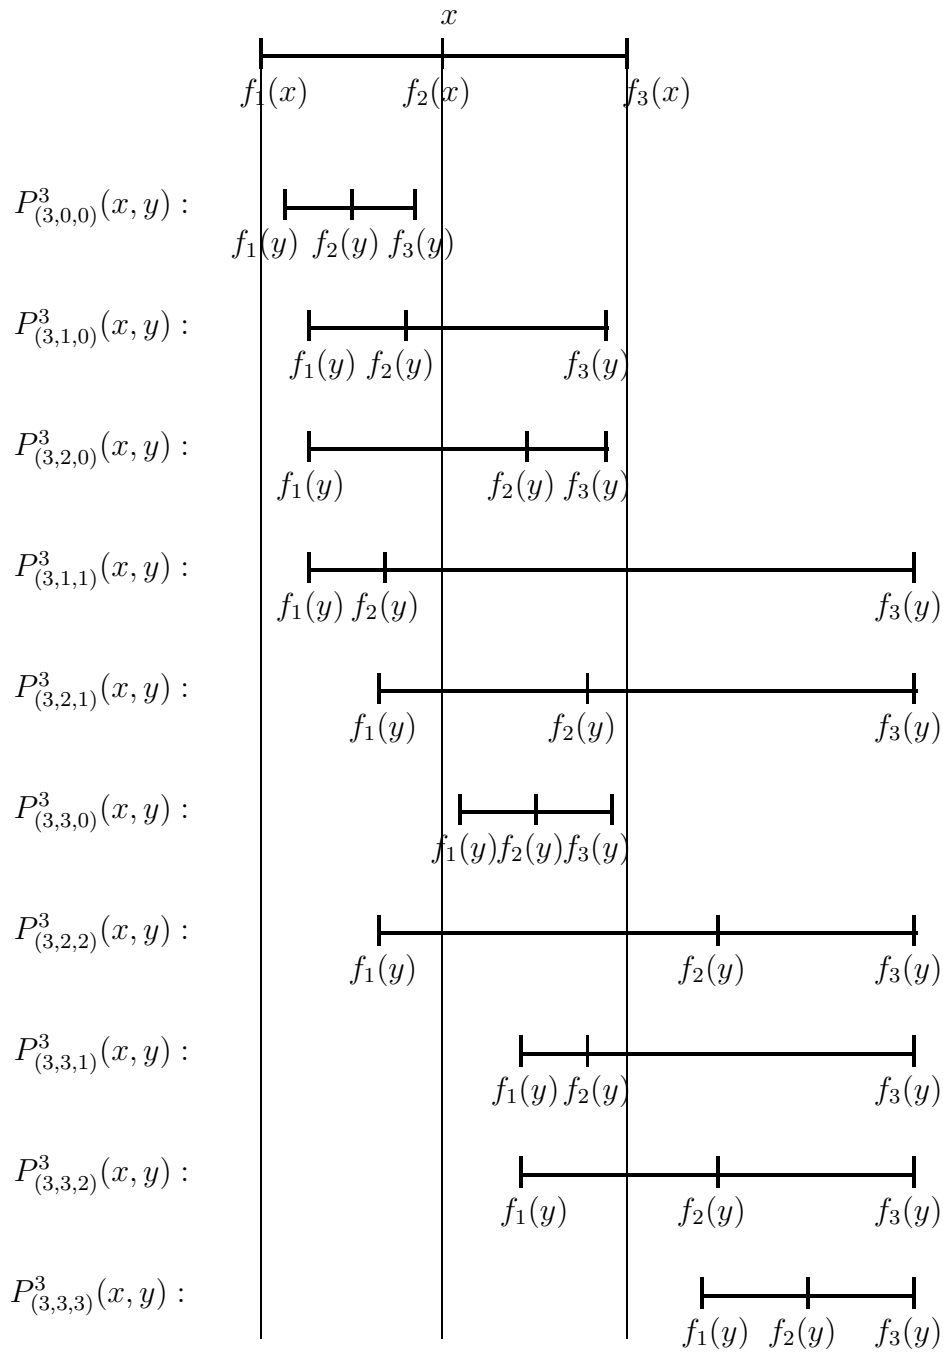 x
f₁(x) f₂(x) f₃(x)
P³₍₃,₀,₀₎(x, y) :
f₁(y) f₂(y) f₃(y)
P³₍₃,₁,₀₎(x, y) :
f₁(y) f₂(y) f₃(y)
P³₍₃,₂,₀₎(x, y) :
f₁(y) f₂(y) f₃(y)
P³₍₃,₁,₁₎(x, y) :
f₁(y) f₂(y) f₃(y)
P³₍₃,₂,₁₎(x, y) :
f₁(y) f₂(y) f₃(y)
P³₍₃,₃,₀₎(x, y) :
f₁(y) f₂(y) f₃(y)
P³₍₃,₂,₂₎(x, y) :
f₁(y) f₂(y) f₃(y)
P³₍₃,₃,₁₎(x, y) :
f₁(y) f₂(y) f₃(y)
P³₍₃,₃,₂₎(x, y) :
f₁(y) f₂(y) f₃(y)
P³₍₃,₃,₃₎(x, y) :
f₁(y) f₂(y) f₃(y)